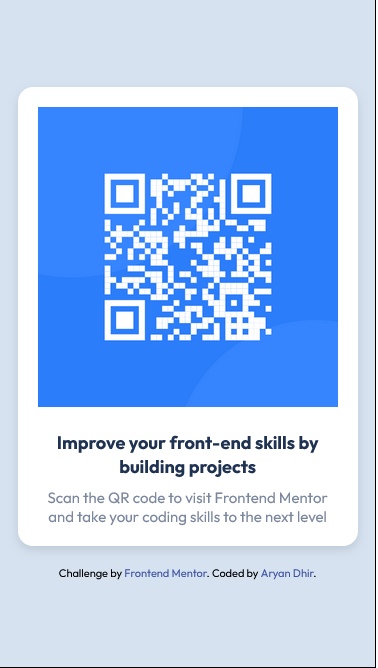 Improve your front-end skills by
building projects
Scan the QR code to visit Frontend Mentor
and take your coding skills to the next level
Challenge by Frontend Mentor. Coded by Aryan Dhir.